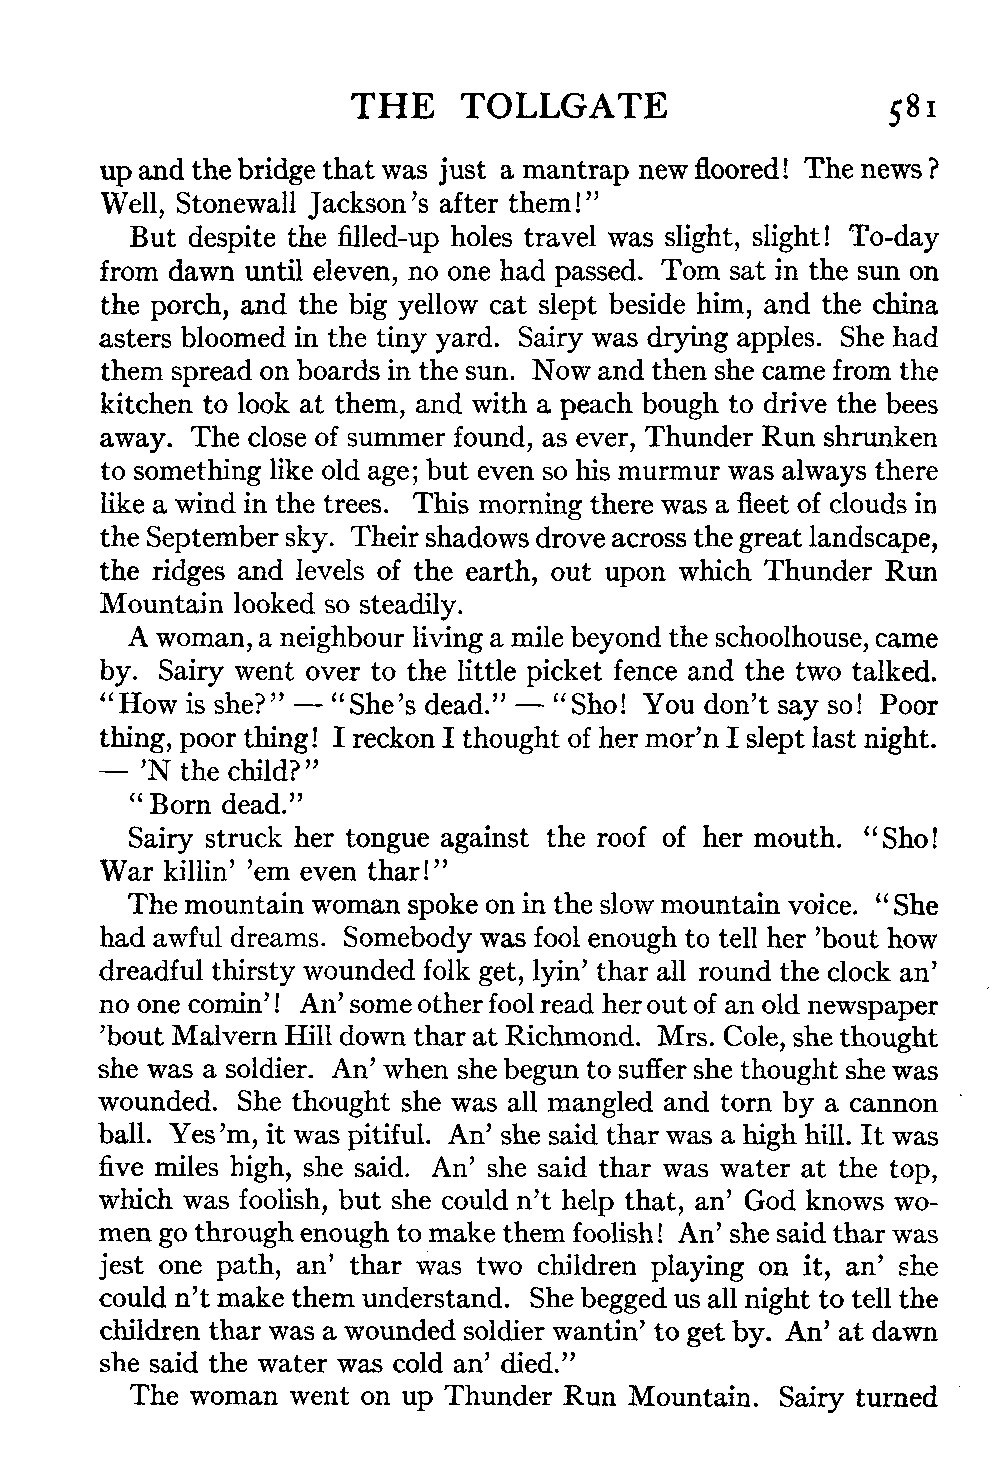 THE TOLLGATE 581
up and the bridge that was just a mantrap new floored! The news?
Well, Stonewall Jackson's after them!"
But despite the filled-up holes travel was slight, slight! To-day
from dawn until eleven, no one had passed. Tom sat in the sun on
the porch, and the big yellow cat slept beside him, and the china
asters bloomed in the tiny yard. Sairy was drying apples. She had
them spread on boards in the sun. Now and then she came from the
kitchen to look at them, and with a peach bough to drive the bees
away. The close of summer found, as ever, Thunder Run shrunken
to something like old age; but even so his murmur was always there
like a wind in the trees. This morning there was a fleet of clouds in
the September sky. Their shadows drove across the great landscape,
the ridges and levels of the earth, out upon which Thunder Run
Mountain looked so steadily.
A woman, a neighbour living a mile beyond the schoolhouse, came
by. Sairy went over to the little picket fence and the two talked.
"How is she?" — "She's dead." — "Sho! You don't say so! Poor
thing, poor thing! I reckon I thought of her mor'n I slept last night.
— 'N the child?"
"Born dead."
Sairy struck her tongue against the roof of her mouth. "Sho!
War killin' 'em even thar!"
The mountain woman spoke on in the slow mountain voice. "She
had awful dreams. Somebody was fool enough to tell her 'bout how
dreadful thirsty wounded folk get, lyin' thar all round the clock an'
no one comin'! An' some other fool read her out of an old newspaper
'bout Malvern Hill down thar at Richmond. Mrs. Cole, she thought
she was a soldier. An' when she begun to suffer she thought she was
wounded. She thought she was all mangled and torn by a cannon
ball. Yes'm, it was pitiful. An' she said thar was a high hill. It was
five miles high, she said. An' she said thar was water at the top,
which was foolish, but she could n't help that, an' God knows wo-
men go through enough to make them foolish! An' she said thar was
jest one path, an' thar was two children playing on it, an' she
could n't make them understand. She begged us all night to tell the
children thar was a wounded soldier wantin' to get by. An' at dawn
she said the water was cold an' died."
The woman went on up Thunder Run Mountain. Sairy turned